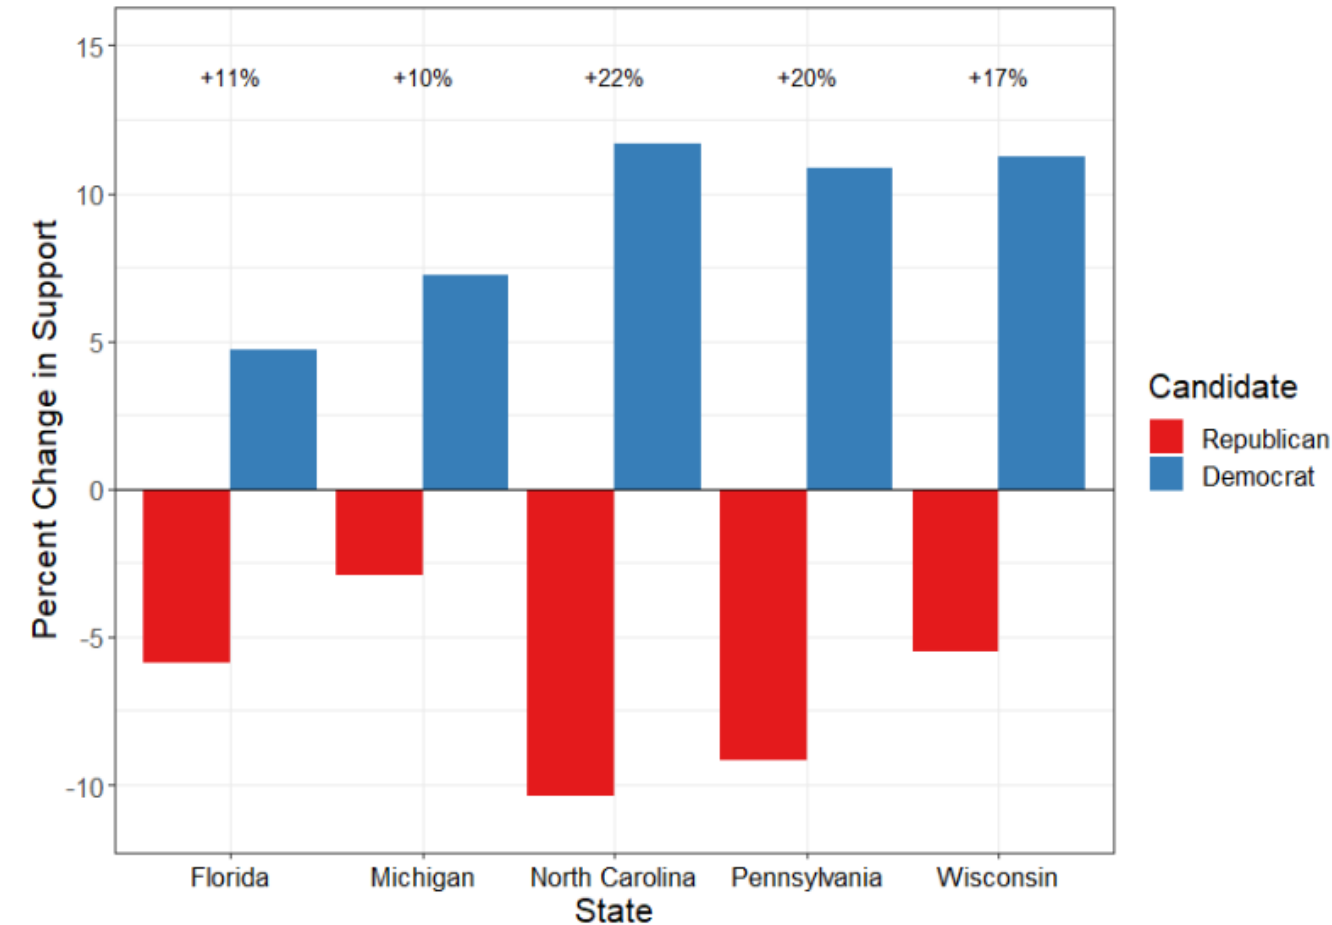 15
+11% +10% +22% +20% +17%
10
5
0
-5
-10
Percent Change in Support
Florida Michigan North Carolina Pennsylvania Wisconsin
State
Candidate
Republican
Democrat